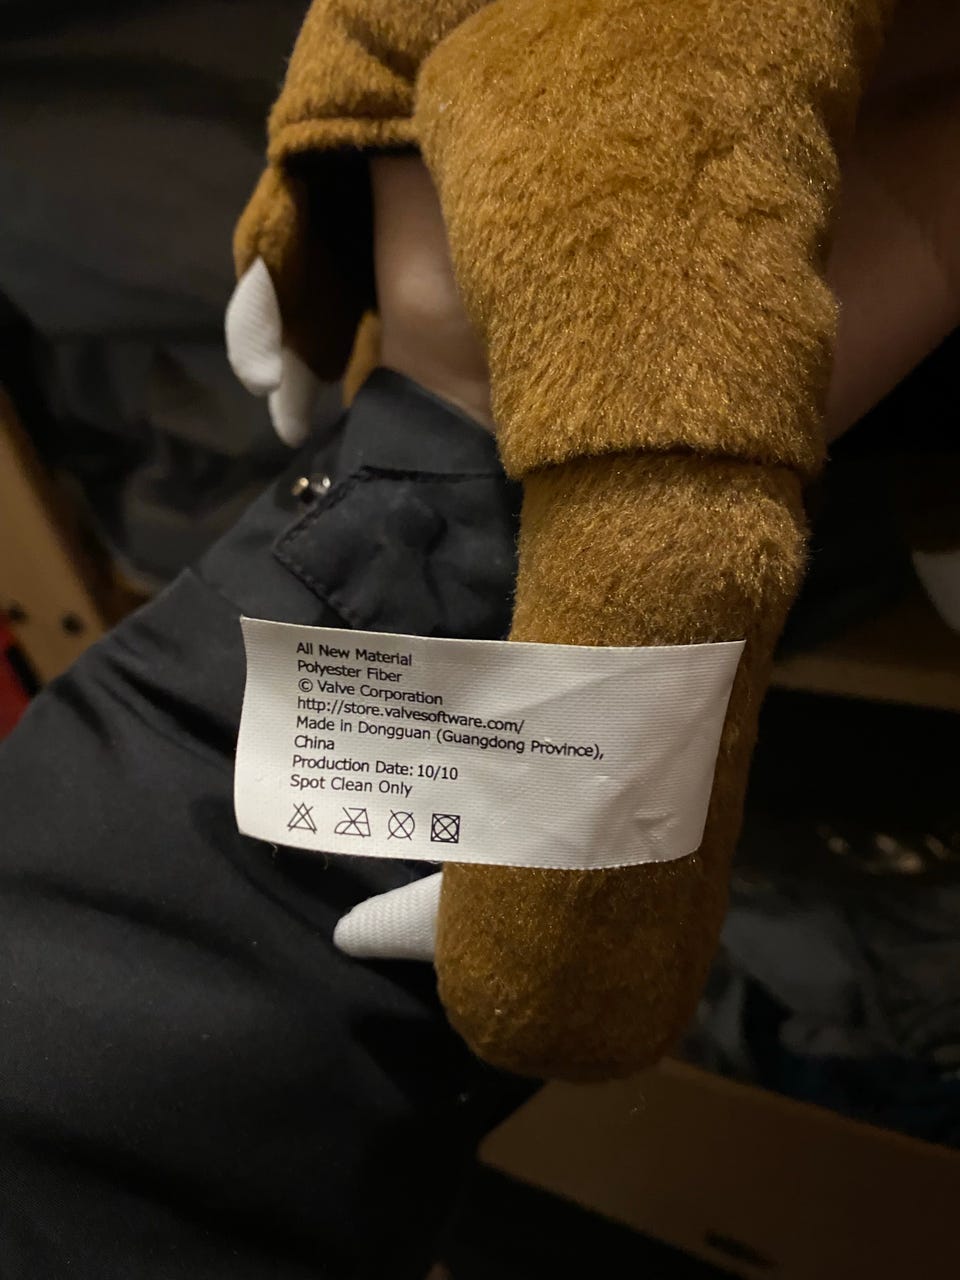 All New Material
Polyester Fiber
© Valve Corporation
http://store.valvesoftware.com/
Made in Dongguan (Guangdong Province),
China
Production Date: 10/10
Spot Clean Only